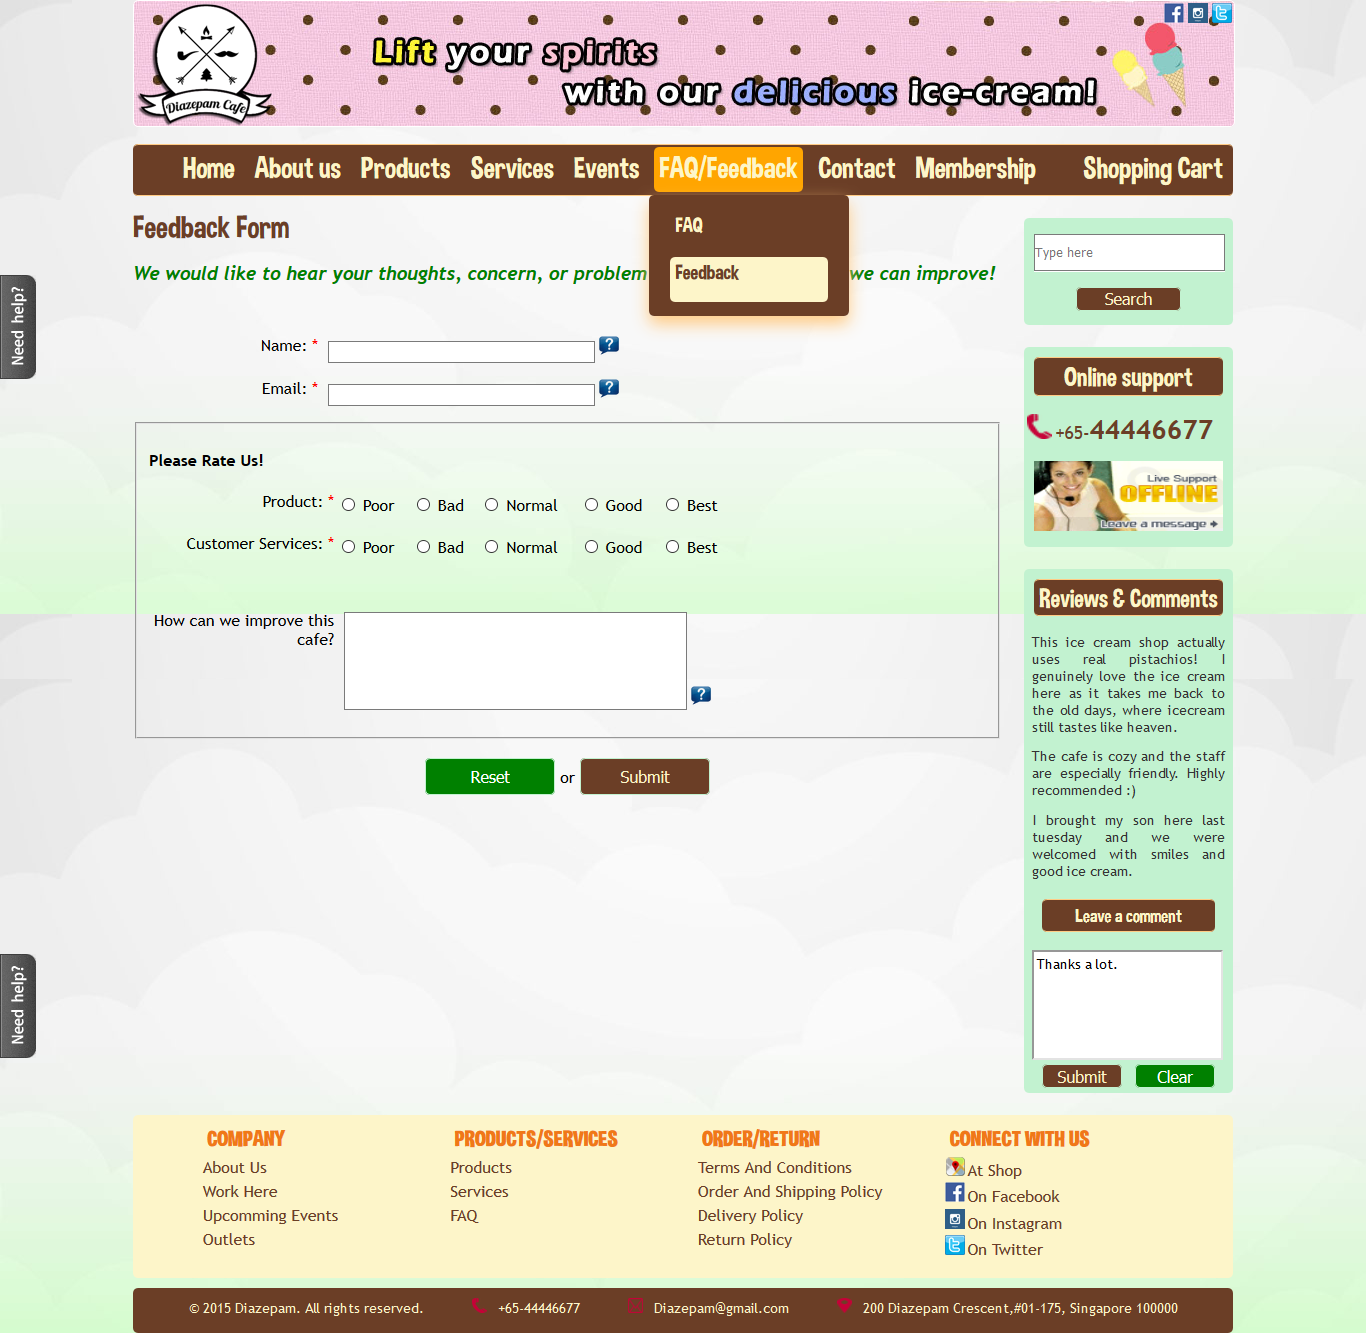 Diazepam Cafe
Lift your spirits
with our delicious ice-cream!
Home About us Products Services Events FAQ/Feedback Contact Membership Shopping Cart
FAQ
Feedback
Feedback Form
We would like to hear your thoughts, concern, or problem we can improve!
Need help?
Name: *
Email: *
Please Rate Us!
Product: * Poor Bad Normal Good Best
Customer Services: * Poor Bad Normal Good Best
How can we improve this
cafe?
Reset or Submit
Type here
Search
Online support
+65-44446677
Live Support
OFFLINE
Leave a message
Reviews & Comments
This ice cream shop actually
uses real pistachios! I
genuinely love the ice cream
here as it takes me back to
the old days, where icecream
still tastes like heaven.
The cafe is cozy and the staff
are especially friendly. Highly
recommended :)
I brought my son here last
tuesday and we were
welcomed with smiles and
good ice cream.
Leave a comment
Thanks a lot.
Submit Clear
Need help?
COMPANY
About Us
Work Here
Upcomming Events
Outlets
PRODUCTS/SERVICES
Products
Services
FAQ
ORDER/RETURN
Terms And Conditions
Order And Shipping Policy
Delivery Policy
Return Policy
CONNECT WITH US
At Shop
On Facebook
On Instagram
On Twitter
© 2015 Diazepam. All rights reserved. +65-44446677 Diazepam@gmail.com 200 Diazepam Crescent,#01-175, Singapore 100000